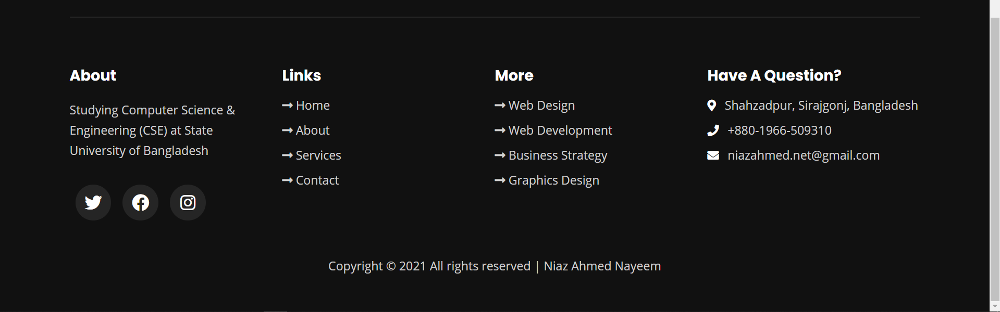 About
Studying Computer Science &
Engineering (CSE) at State
University of Bangladesh
Links
Home
About
Services
Contact
More
Web Design
Web Development
Business Strategy
Graphics Design
Have A Question?
Shahzadpur, Sirajgonj, Bangladesh
+880-1966-509310
niazahmed.net@gmail.com
Copyright © 2021 All rights reserved | Niaz Ahmed Nayeem